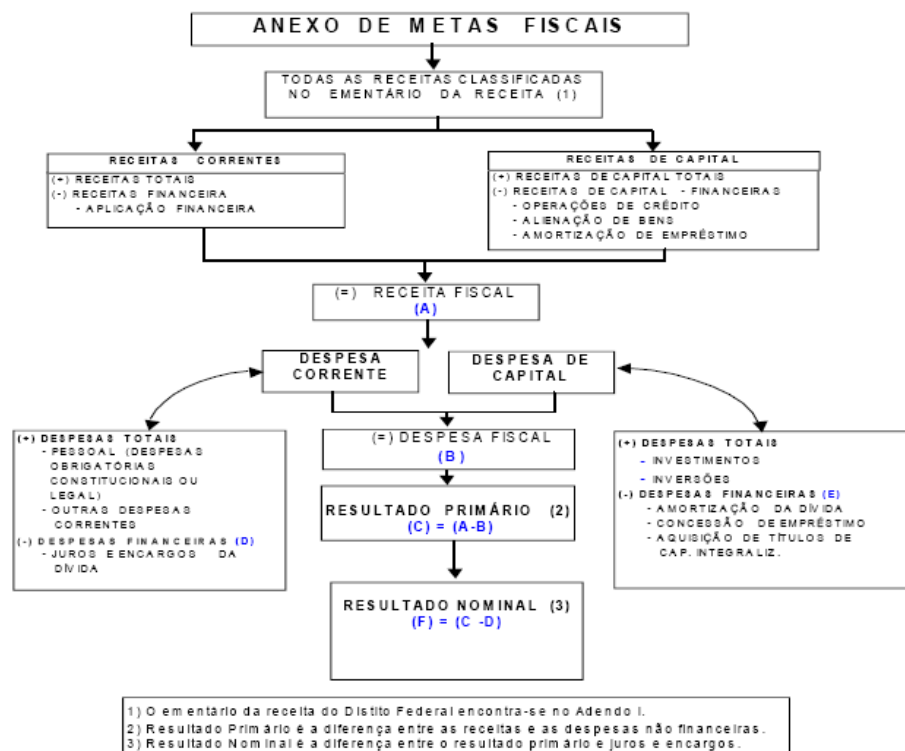 ANEXO DE METAS FISCAIS
TODAS AS RECEITAS CLASSIFICADAS
NO EMENTÁRIO DA RECEITA (1)
RECEITAS CORRENTES
(+) RECEITAS TOTAIS
(-) RECEITAS FINANCEIRA
- APLICAÇÃO FINANCEIRA
RECEITAS DE CAPITAL
(+) RECEITAS DE CAPITAL TOTAIS
(-) RECEITAS DE CAPITAL - FINANCEIRAS
- OPERAÇÕES DE CRÉDITO
- ALIENAÇÃO DE BENS
- AMORTIZAÇÃO DE EMPRÉSTIMO
(=) RECEITA FISCAL
(A)
DESPESA
CORRENTE
DESPESA DE
CAPITAL
(+) DESPESAS TOTAIS
- PESSOAL (DESPESAS
OBRIGATÓRIAS
CONSTITUCIONAIS OU
LEGAL)
- OUTRAS DESPESAS
CORRENTES
(-) DESPESAS FINANCEIRAS (D)
- JUROS E ENCARGOS DA
DÍVIDA
(=) DESPESA FISCAL
(B)
(+) DESPESAS TOTAIS
- INVESTIMENTOS
- INVERSÕES
(-) DESPESAS FINANCEIRAS (E)
- AMORTIZAÇÃO DA DÍVIDA
- CONCESSÃO DE EMPRÉSTIMO
- AQUISIÇÃO DE TÍTULOS DE
CAP. INTEGRALIZ.
RESULTADO PRIMÁRIO (2)
(C) = (A-B)
RESULTADO NOMINAL (3)
(F) = (C -D)
1) O ementário da receita do Distito Federal encontra-se no Adendo I.
2) Resultado Primário é a diferença entre as receitas e as despesas não financeiras.
3) Resultado Nominal é a diferença entre o resultado primário e juros e encargos.